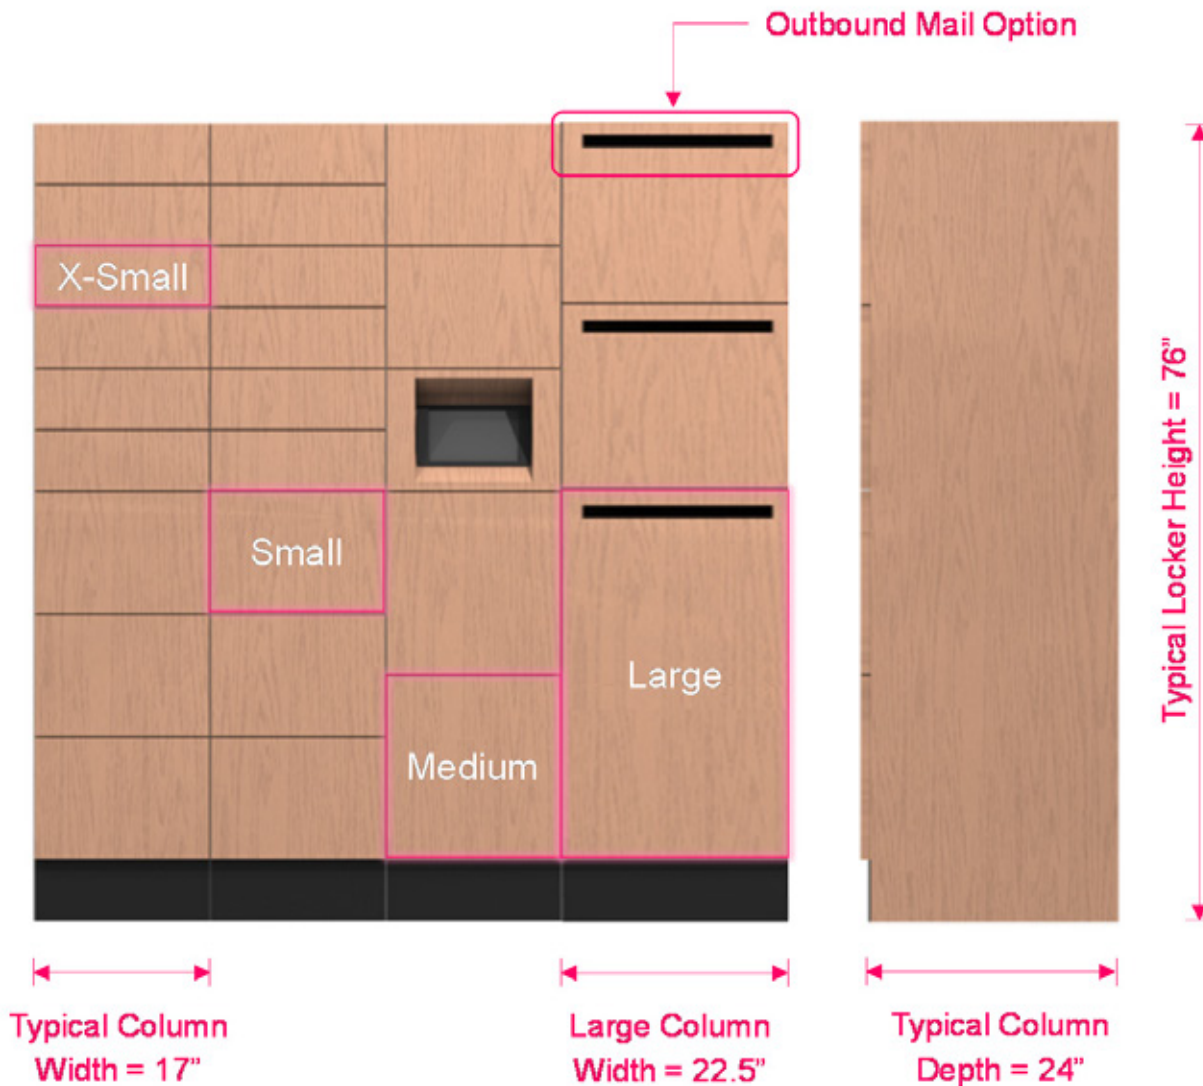 Outbound Mail Option
X-Small
Small
Large
Medium
Typical Locker Height = 76”
Typical Column
Width = 17”
Large Column
Width = 22.5”
Typical Column
Depth = 24”